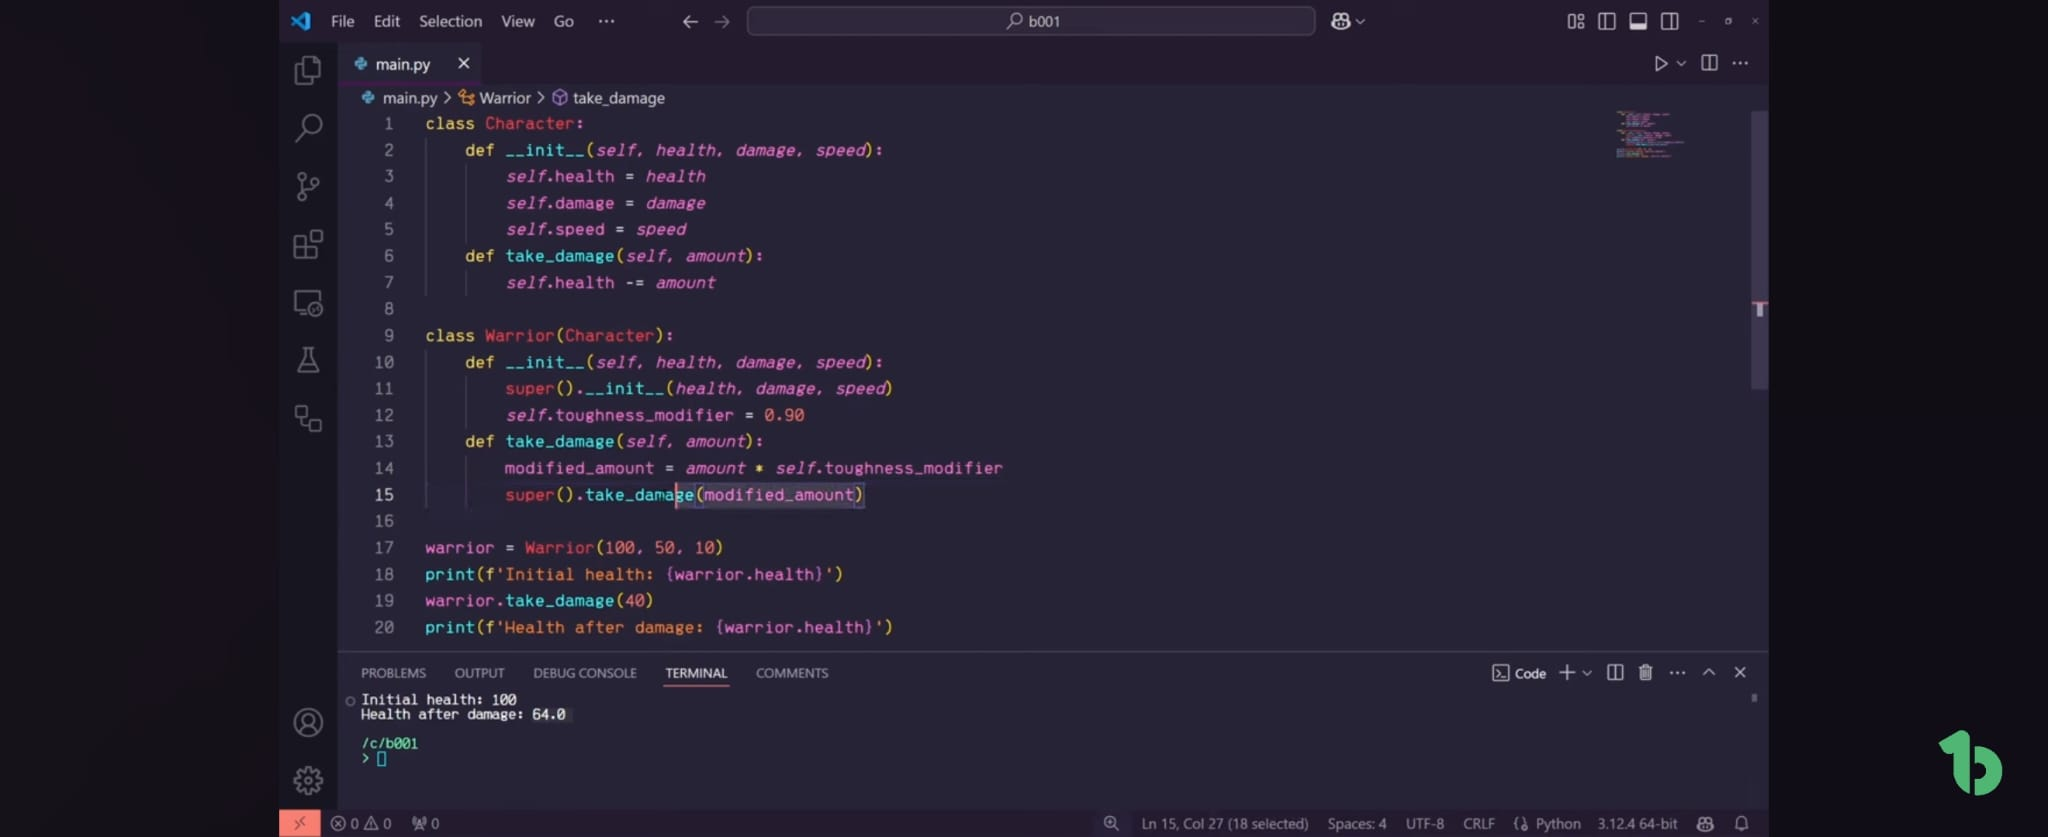 File Edit Selection View Go ··· b001
main.py
main.py > Warrior > take_damage
1 class Character:
2     def __init__(self, health, damage, speed):
3         self.health = health
4         self.damage = damage
5         self.speed = speed
6     def take_damage(self, amount):
7         self.health -= amount
8
9 class Warrior(Character):
10     def __init__(self, health, damage, speed):
11         super().__init__(health, damage, speed)
12         self.toughness_modifier = 0.90
13     def take_damage(self, amount):
14         modified_amount = amount * self.toughness_modifier
15         super().take_damage(modified_amount)
16
17 warrior = Warrior(100, 50, 10)
18 print(f'Initial health: {warrior.health}')
19 warrior.take_damage(40)
20 print(f'Health after damage: {warrior.health}')
PROBLEMS OUTPUT DEBUG CONSOLE TERMINAL COMMENTS Code
Initial health: 100
Health after damage: 64.0
/c/b001
>
0 0 0 Ln 15, Col 27 (18 selected) Spaces: 4 UTF-8 CRLF Python 3.12.4 64-bit
1b